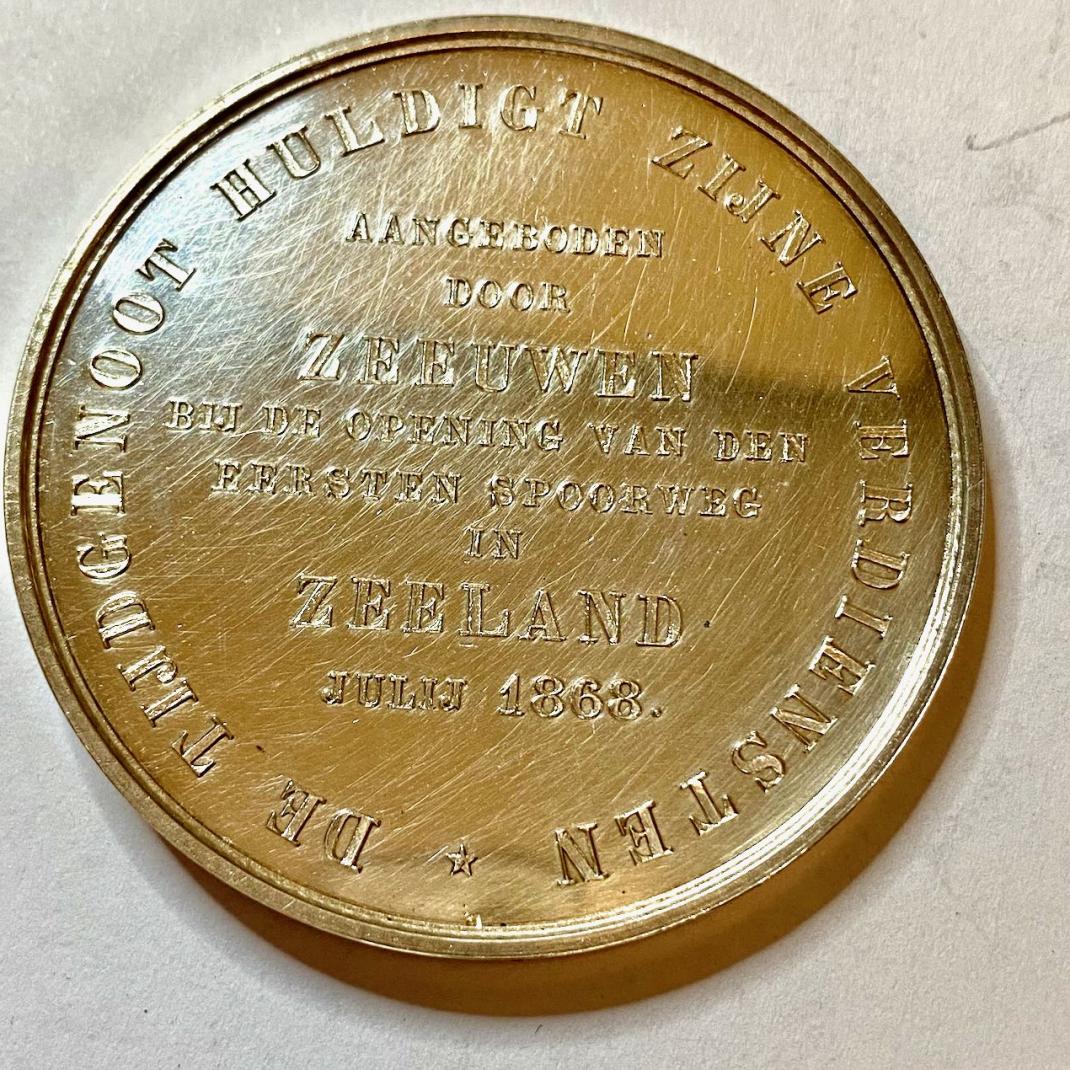 DE TIJDGENOOT HULDIGT ZIJNE VERDIENSTEN
AANGEBODEN
DOOR
ZEEUWEN
BIJ DE OPENING VAN DEN
EERSTEN SPOORWEG
IN
ZEELAND
JULIJ 1868.